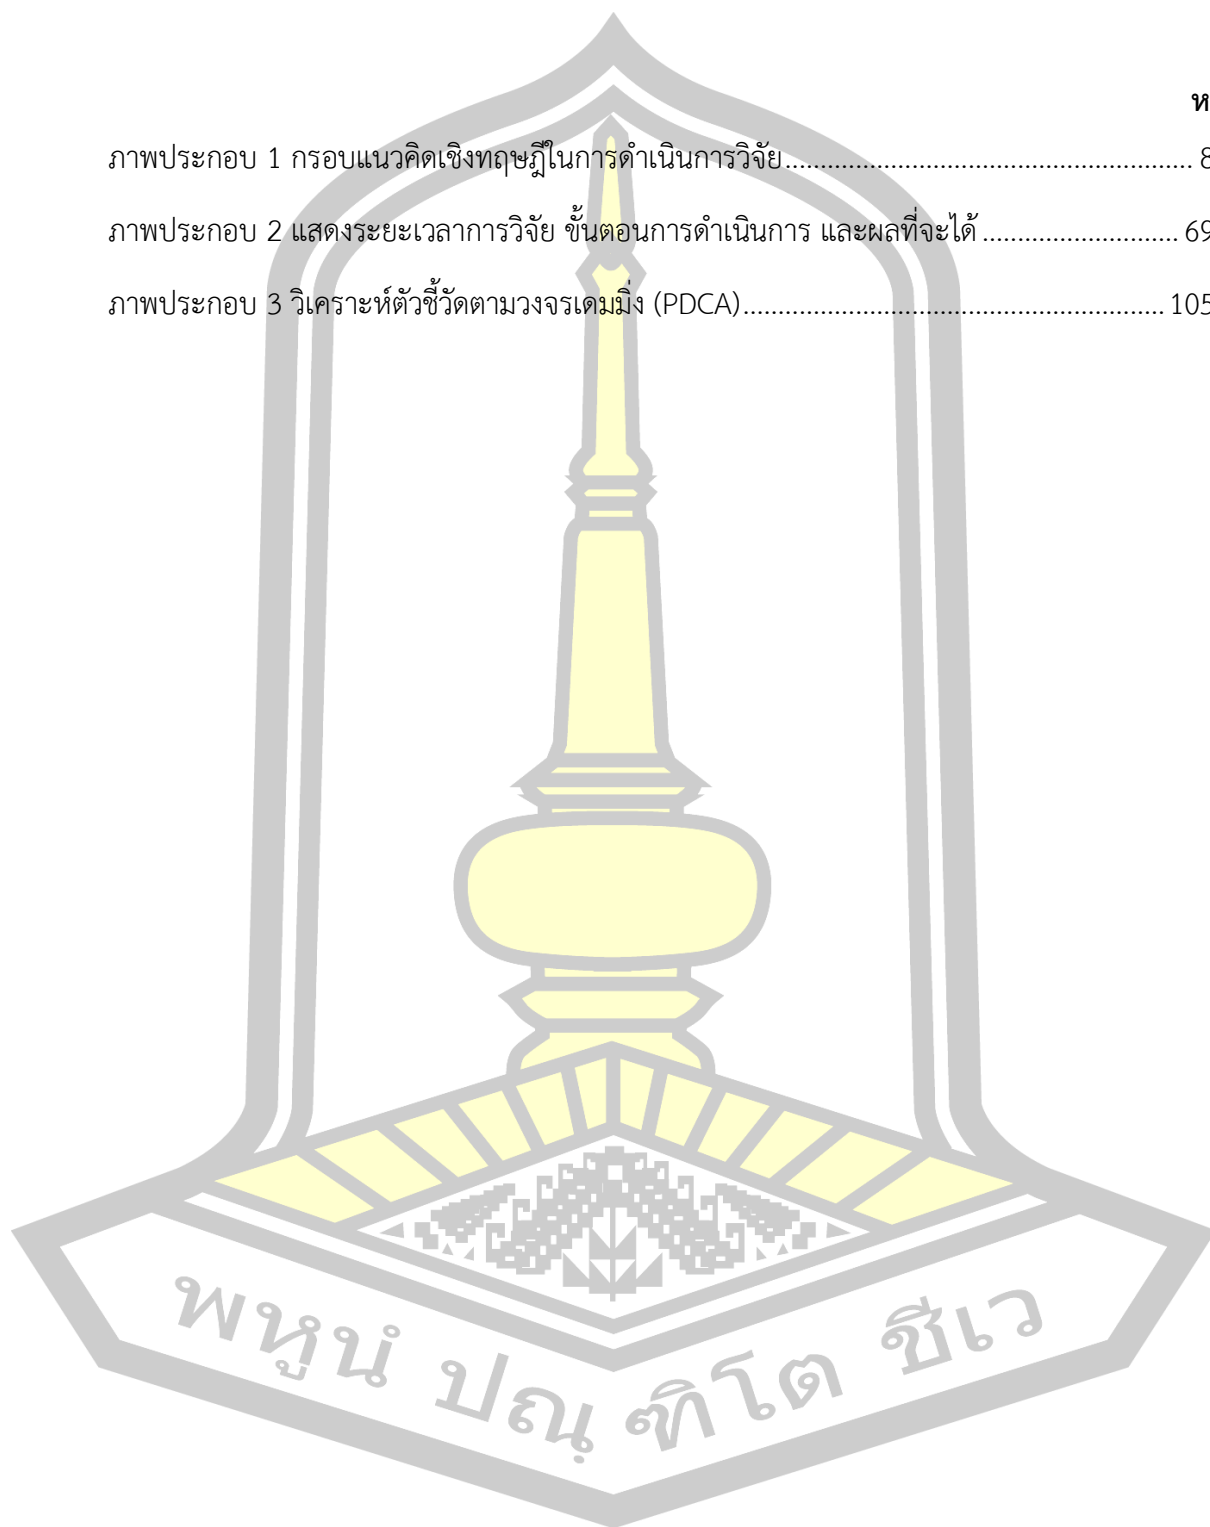 ห
ภาพประกอบ 1 กรอบแนวคิดเชิงทฤษฎีในการดำเนินการวิจัย.......................................................... 8
ภาพประกอบ 2 แสดงระยะเวลาการวิจัย ขั้นตอนการดำเนินการ และผลที่จะได้............................ 69
ภาพประกอบ 3 วิเคราะห์ตัวชี้วัดตามวงจรเดมมิ่ง (PDCA)............................................................ 105
พหูนํ ปณฺฑิโต ชีเว